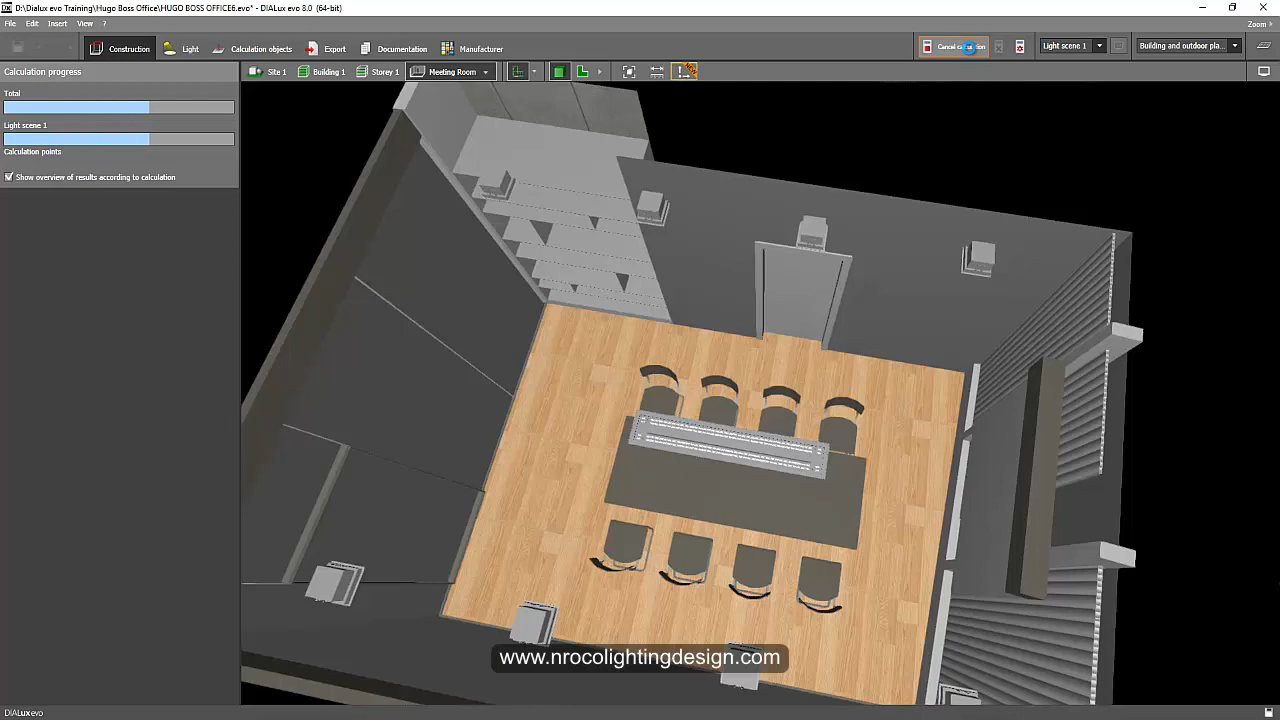 D:\Dialux evo Training\Hugo Boss Office\HUGO BOSS OFFICE6.evo* - DIALux evo 8.0 (64-bit)
File Edit Insert View ?
Zoom
Construction Light Calculation objects Export Documentation Manufacturer
Light scene 1 Building and outdoor pla...
Calculation progress
Site 1 Building 1 Storey 1 Meeting Room
Total
Light scene 1
Calculation points
Show overview of results according to calculation
www.nrocolightingdesign.com
DIALux evo